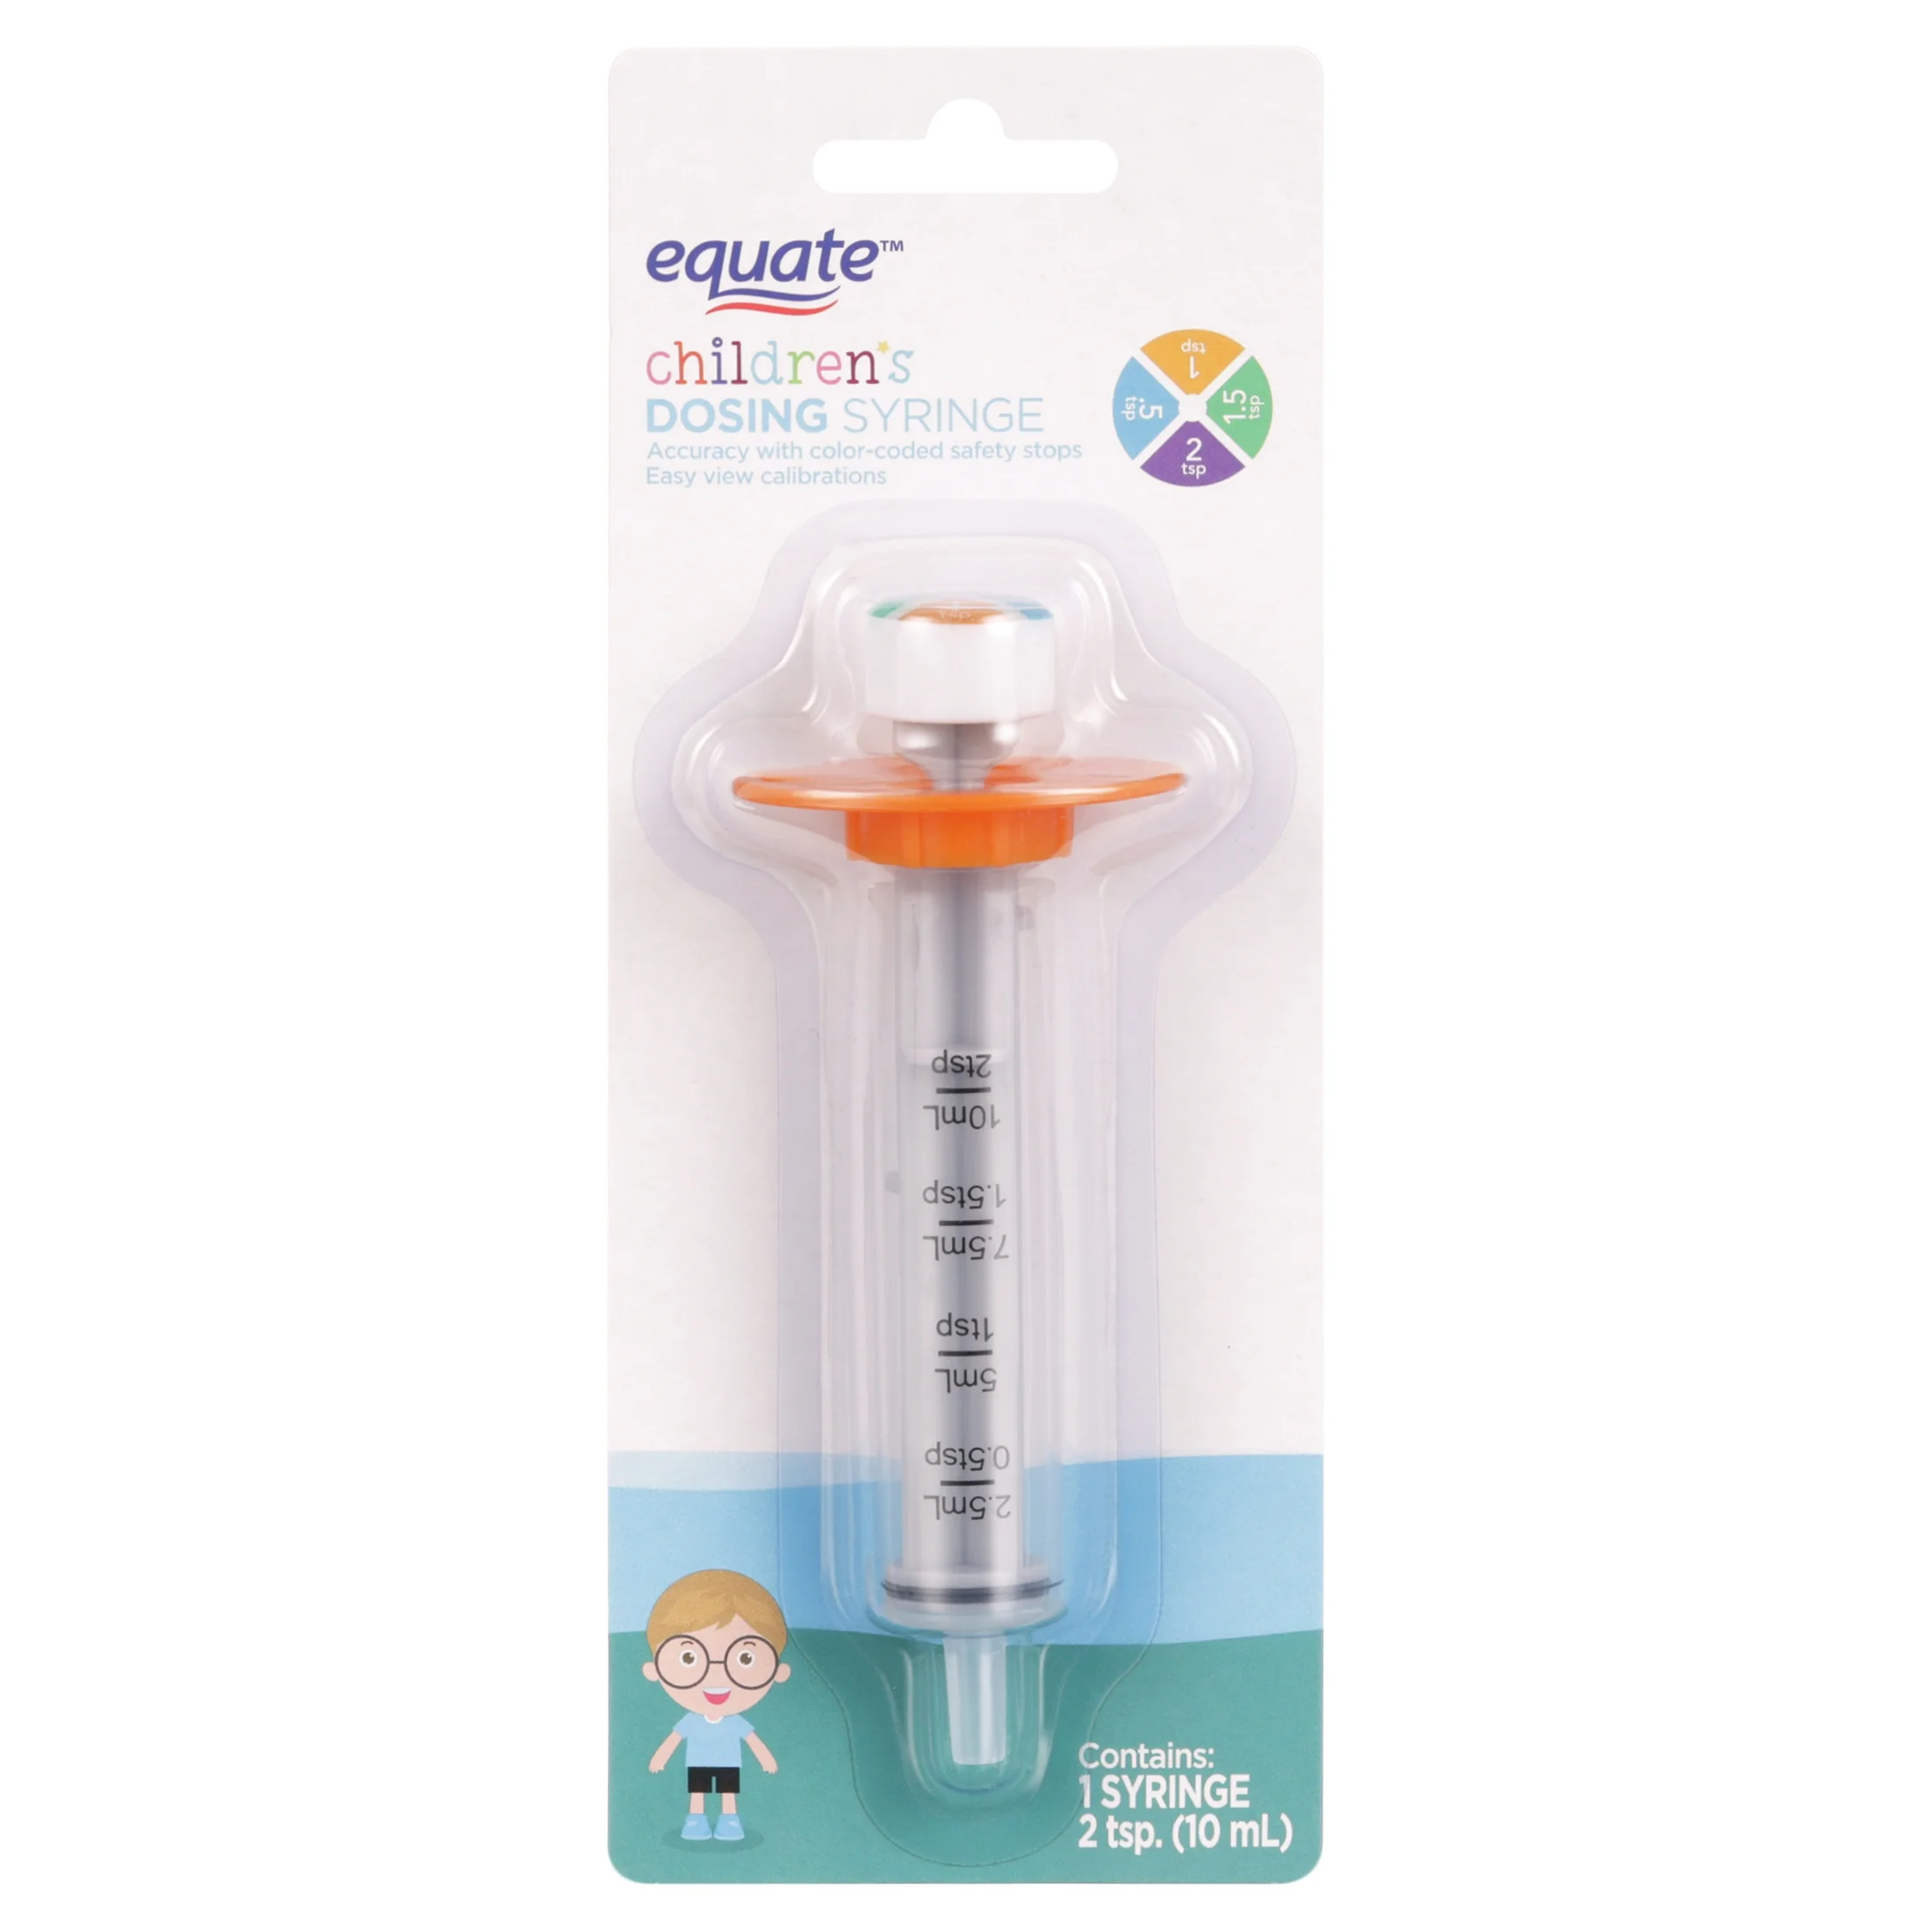 equate™
children's
DOSING SYRINGE
Accuracy with color-coded safety stops
Easy view calibrations
1
tsp
.5
tsp
1.5
tsp
2
tsp
tsp
2tsp
10mL
1.5tsp
7.5mL
1tsp
5mL
0.5tsp
2.5mL
Contains:
1 SYRINGE
2 tsp. (10 mL)